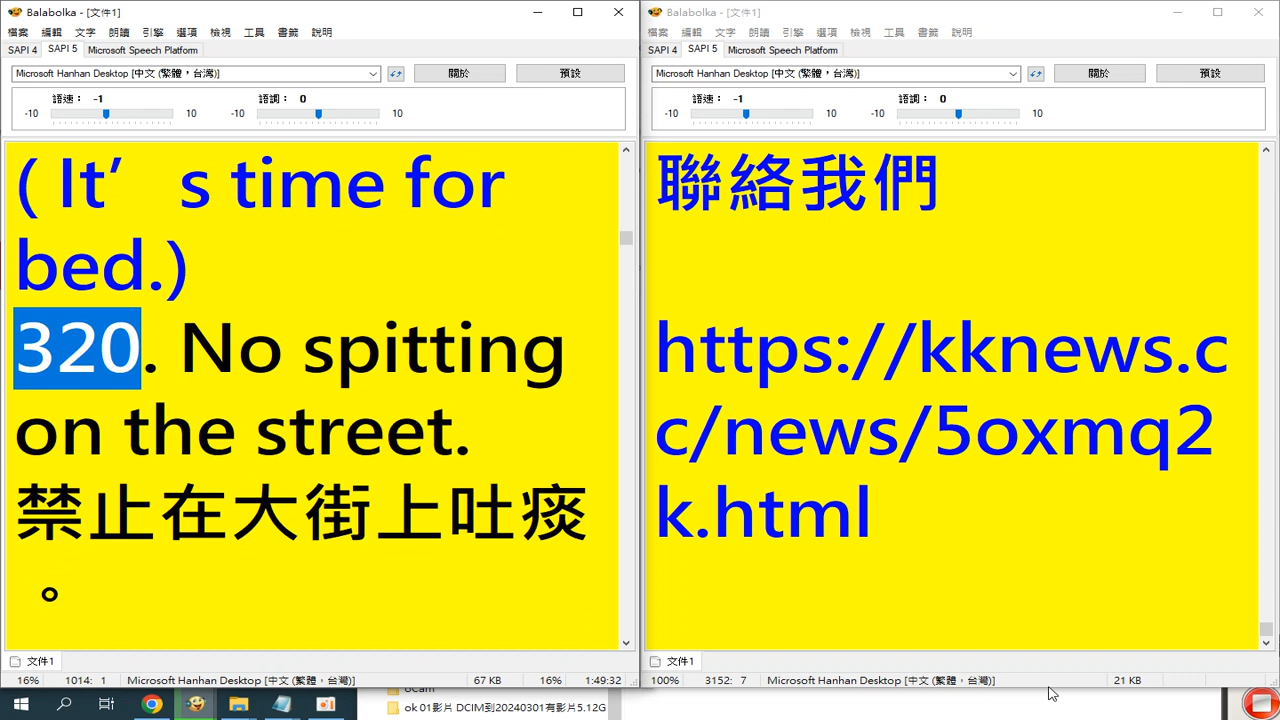 Balabolka - [文件1]
檔案 編輯 文字 朗讀 引擎 選項 檢視 工具 書籤 說明
SAPI 4 SAPI 5 Microsoft Speech Platform
Microsoft Hanhan Desktop [中文 (繁體，台灣)] 關於 預設
語速： -1 語調： 0
-10 10 -10 10
( It’ s time for
bed.)
320. No spitting
on the street.
禁止在大街上吐痰
。
文件1
16% 1014: 1 Microsoft Hanhan Desktop [中文 (繁體，台灣)] 67 KB 16% 1:49:32
Balabolka - [文件1]
檔案 編輯 文字 朗讀 引擎 選項 檢視 工具 書籤 說明
SAPI 4 SAPI 5 Microsoft Speech Platform
Microsoft Hanhan Desktop [中文 (繁體，台灣)] 關於 預設
語速： -1 語調： 0
-10 10 -10 10
聯絡我們
https://kknews.c
c/news/5oxmq2
k.html
文件1
100% 3152: 7 Microsoft Hanhan Desktop [中文 (繁體，台灣)] 21 KB
oCam
ok 01影片 DCIM到20240301有影片5.12G